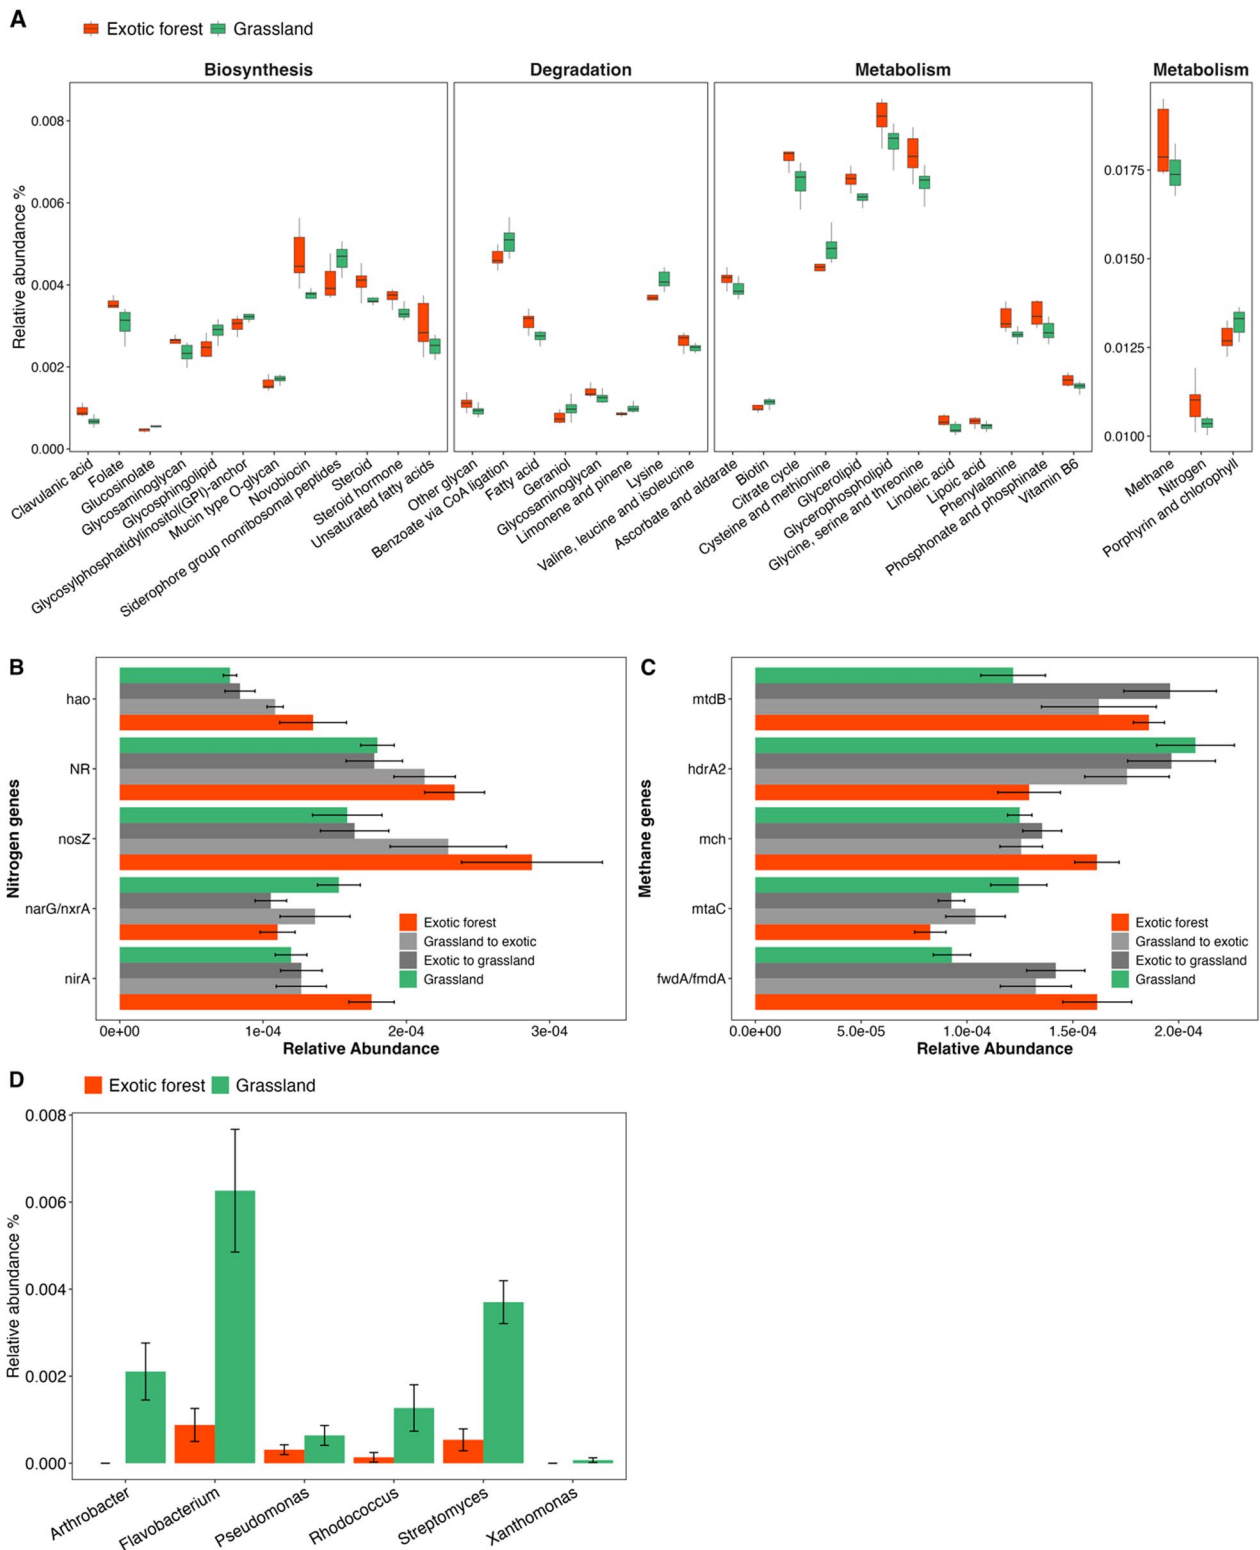 A
Exotic forest Grassland
Biosynthesis Degradation Metabolism Metabolism
Relative abundance %
0.008
0.006
0.004
0.002
0.000
0.0175
0.0150
0.0125
0.0100
Clavulanic acid
Folate
Glucosinolate
Glycosaminoglycan
Glycosphingolipid
Glycosylphosphatidylinositol(GPI)-anchor
Mucin type O-glycan
Novobiocin
Siderophore group nonribosomal peptides
Steroid
Steroid hormone
Unsaturated fatty acids
Other glycan
Benzoate via CoA ligation
Fatty acid
Geraniol
Glycosaminoglycan
Limonene and pinene
Lysine
Valine, leucine and isoleucine
Ascorbate and aldarate
Biotin
Citrate cycle
Cysteine and methionine
Glycerolipid
Glycerophospholipid
Glycine, serine and threonine
Linoleic acid
Lipoic acid
Phenylalanine
Phosphonate and phosphinate
Vitamin B6
Methane
Nitrogen
Porphyrin and chlorophyll
B
Nitrogen genes
hao
NR
nosZ
narG/nxrA
nirA
Exotic forest
Grassland to exotic
Exotic to grassland
Grassland
0e+00 1e-04 2e-04 3e-04
Relative Abundance
C
Methane genes
mtdB
hdrA2
mch
mtaC
fwdA/fmdA
Exotic forest
Grassland to exotic
Exotic to grassland
Grassland
0.0e+00 5.0e-05 1.0e-04 1.5e-04 2.0e-04
Relative Abundance
D
Exotic forest Grassland
Relative abundance %
0.008
0.006
0.004
0.002
0.000
Arthrobacter
Flavobacterium
Pseudomonas
Rhodococcus
Streptomyces
Xanthomonas